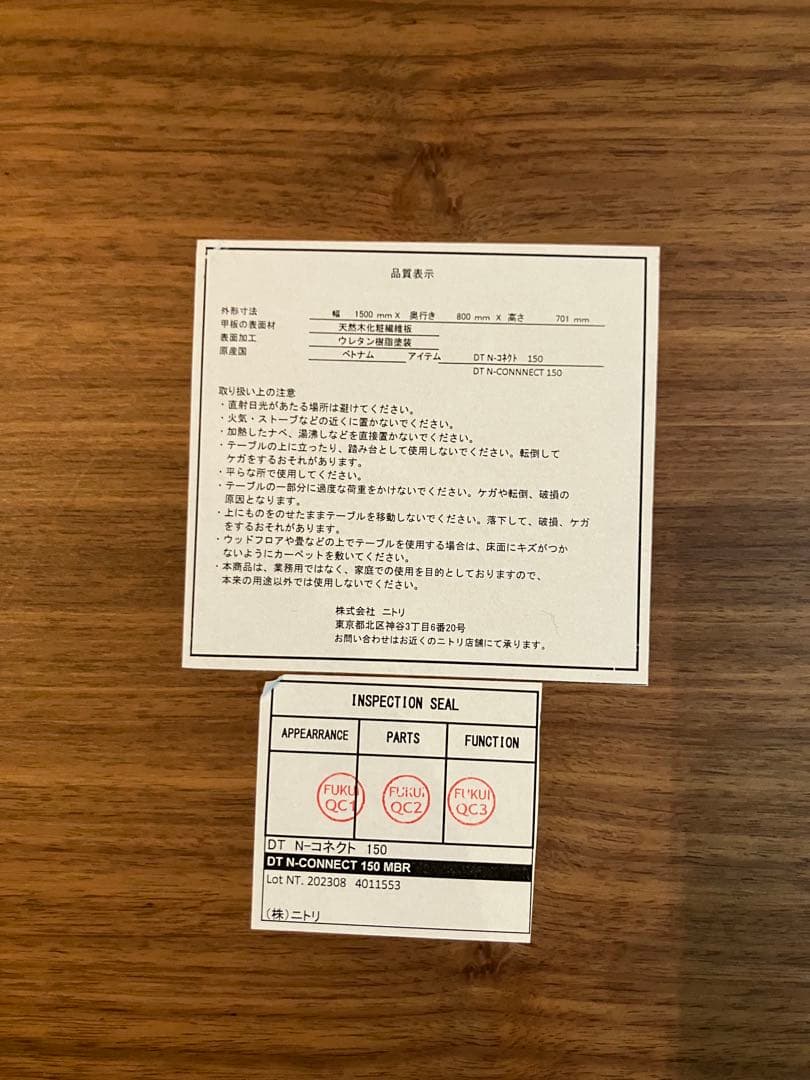 品質表示
外形寸法 幅 1500 mm X 奥行き 800 mm X 高さ 701 mm
甲板の表面材 天然木化粧繊維板
表面加工 ウレタン樹脂塗装
原産国 ベトナム アイテム DT N-コネクト 150
DT N-CONNNECT 150
取り扱い上の注意
・直射日光があたる場所は避けてください。
・火気・ストーブなどの近くに置かないでください。
・加熱したナベ、湯沸しなどを直接置かないでください。
・テーブルの上に立ったり、踏み台として使用しないでください。転倒して
ケガをするおそれがあります。
・平らな所で使用してください。
・テーブルの一部分に過度な荷重をかけないでください。ケガや転倒、破損の
原因となります。
・上にものをのせたままテーブルを移動しないでください。落下して、破損、ケガ
をするおそれがあります。
・ウッドフロアや畳などの上でテーブルを使用する場合は、床面にキズがつか
ないようにカーペットを敷いてください。
・本商品は、業務用ではなく、家庭での使用を目的としておりますので、
本来の用途以外では使用しないでください。
株式会社 ニトリ
東京都北区神谷3丁目6番20号
お問い合わせはお近くのニトリ店舗にて承ります。
INSPECTION SEAL
APPEARRANCE PARTS FUNCTION
FUKUI FUKUI FUKUI
QC1 QC2 QC3
DT N-コネクト 150
DT N-CONNECT 150 MBR
Lot NT. 202308 4011553
(株)ニトリ